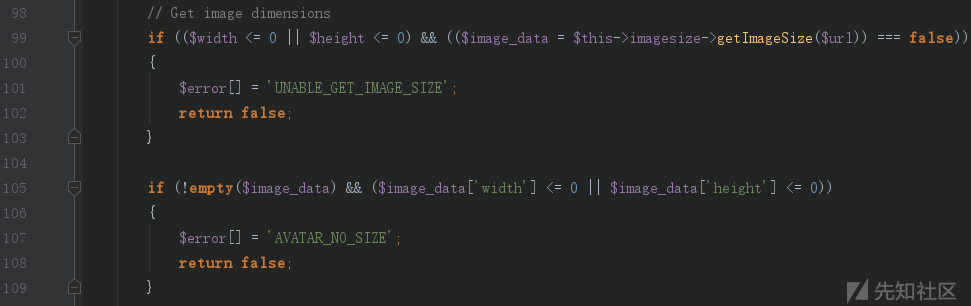 98 // Get image dimensions
99 if (($width <= 0 || $height <= 0) && (($image_data = $this->imagesize->getImageSize($url)) === false))
100 {
101 $error[] = 'UNABLE_GET_IMAGE_SIZE';
102 return false;
103 }
104
105 if (!empty($image_data) && ($image_data['width'] <= 0 || $image_data['height'] <= 0))
106 {
107 $error[] = 'AVATAR_NO_SIZE';
108 return false;
109 }
先知社区